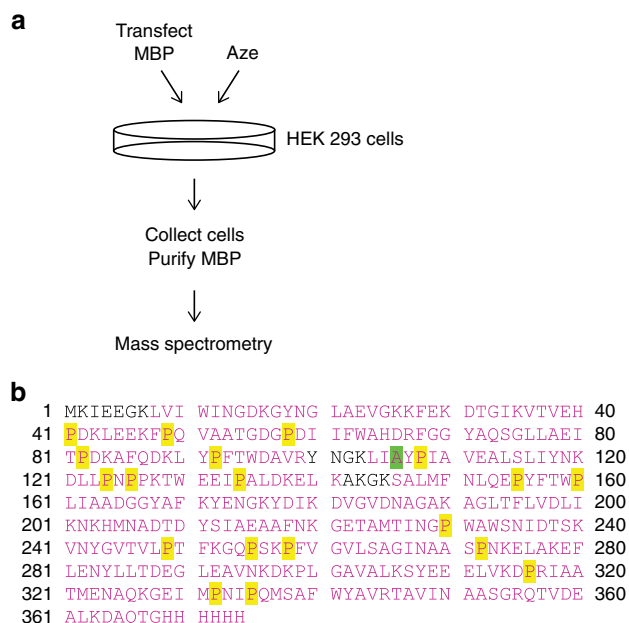 a
Transfect
MBP
Aze
HEK 293 cells
Collect cells
Purify MBP
Mass spectrometry
b
1 MKIEEGKLVI WINGDKGYNG LAEVGKKFEK DTGIKVTVEH 40
41 PDKLEEKFPQ VAATGDGPDI IFWAHDRFGG YAQSGLLAEI 80
81 TPDKAFQDKL YPFTWDAVRY NGKLIAYPIA VEALSLIYNK 120
121 DLLPNPPKTW EEIPALDKEL KAKGKSALMF NLQEPYFTWP 160
161 LIAADGGYAF KYENGKYDIK DVGVDNAGAK AGLTFLVDLI 200
201 KNKHMNADTD YSIAEAAFNK GETAMTINGP WAWSNIDTSK 240
241 VNYGVTVLPT FKGQPSKPFV GVLSAGINAA SPNKELAKEF 280
281 LENYLLTDEG LEAVNKDKPL GAVALKSYEE ELVKDPRIAA 320
321 TMENAQKGEI MPNIPQMSAF WYAVRTAVIN AASGRQTVDE 360
361 ALKDAQTGHH HHHH